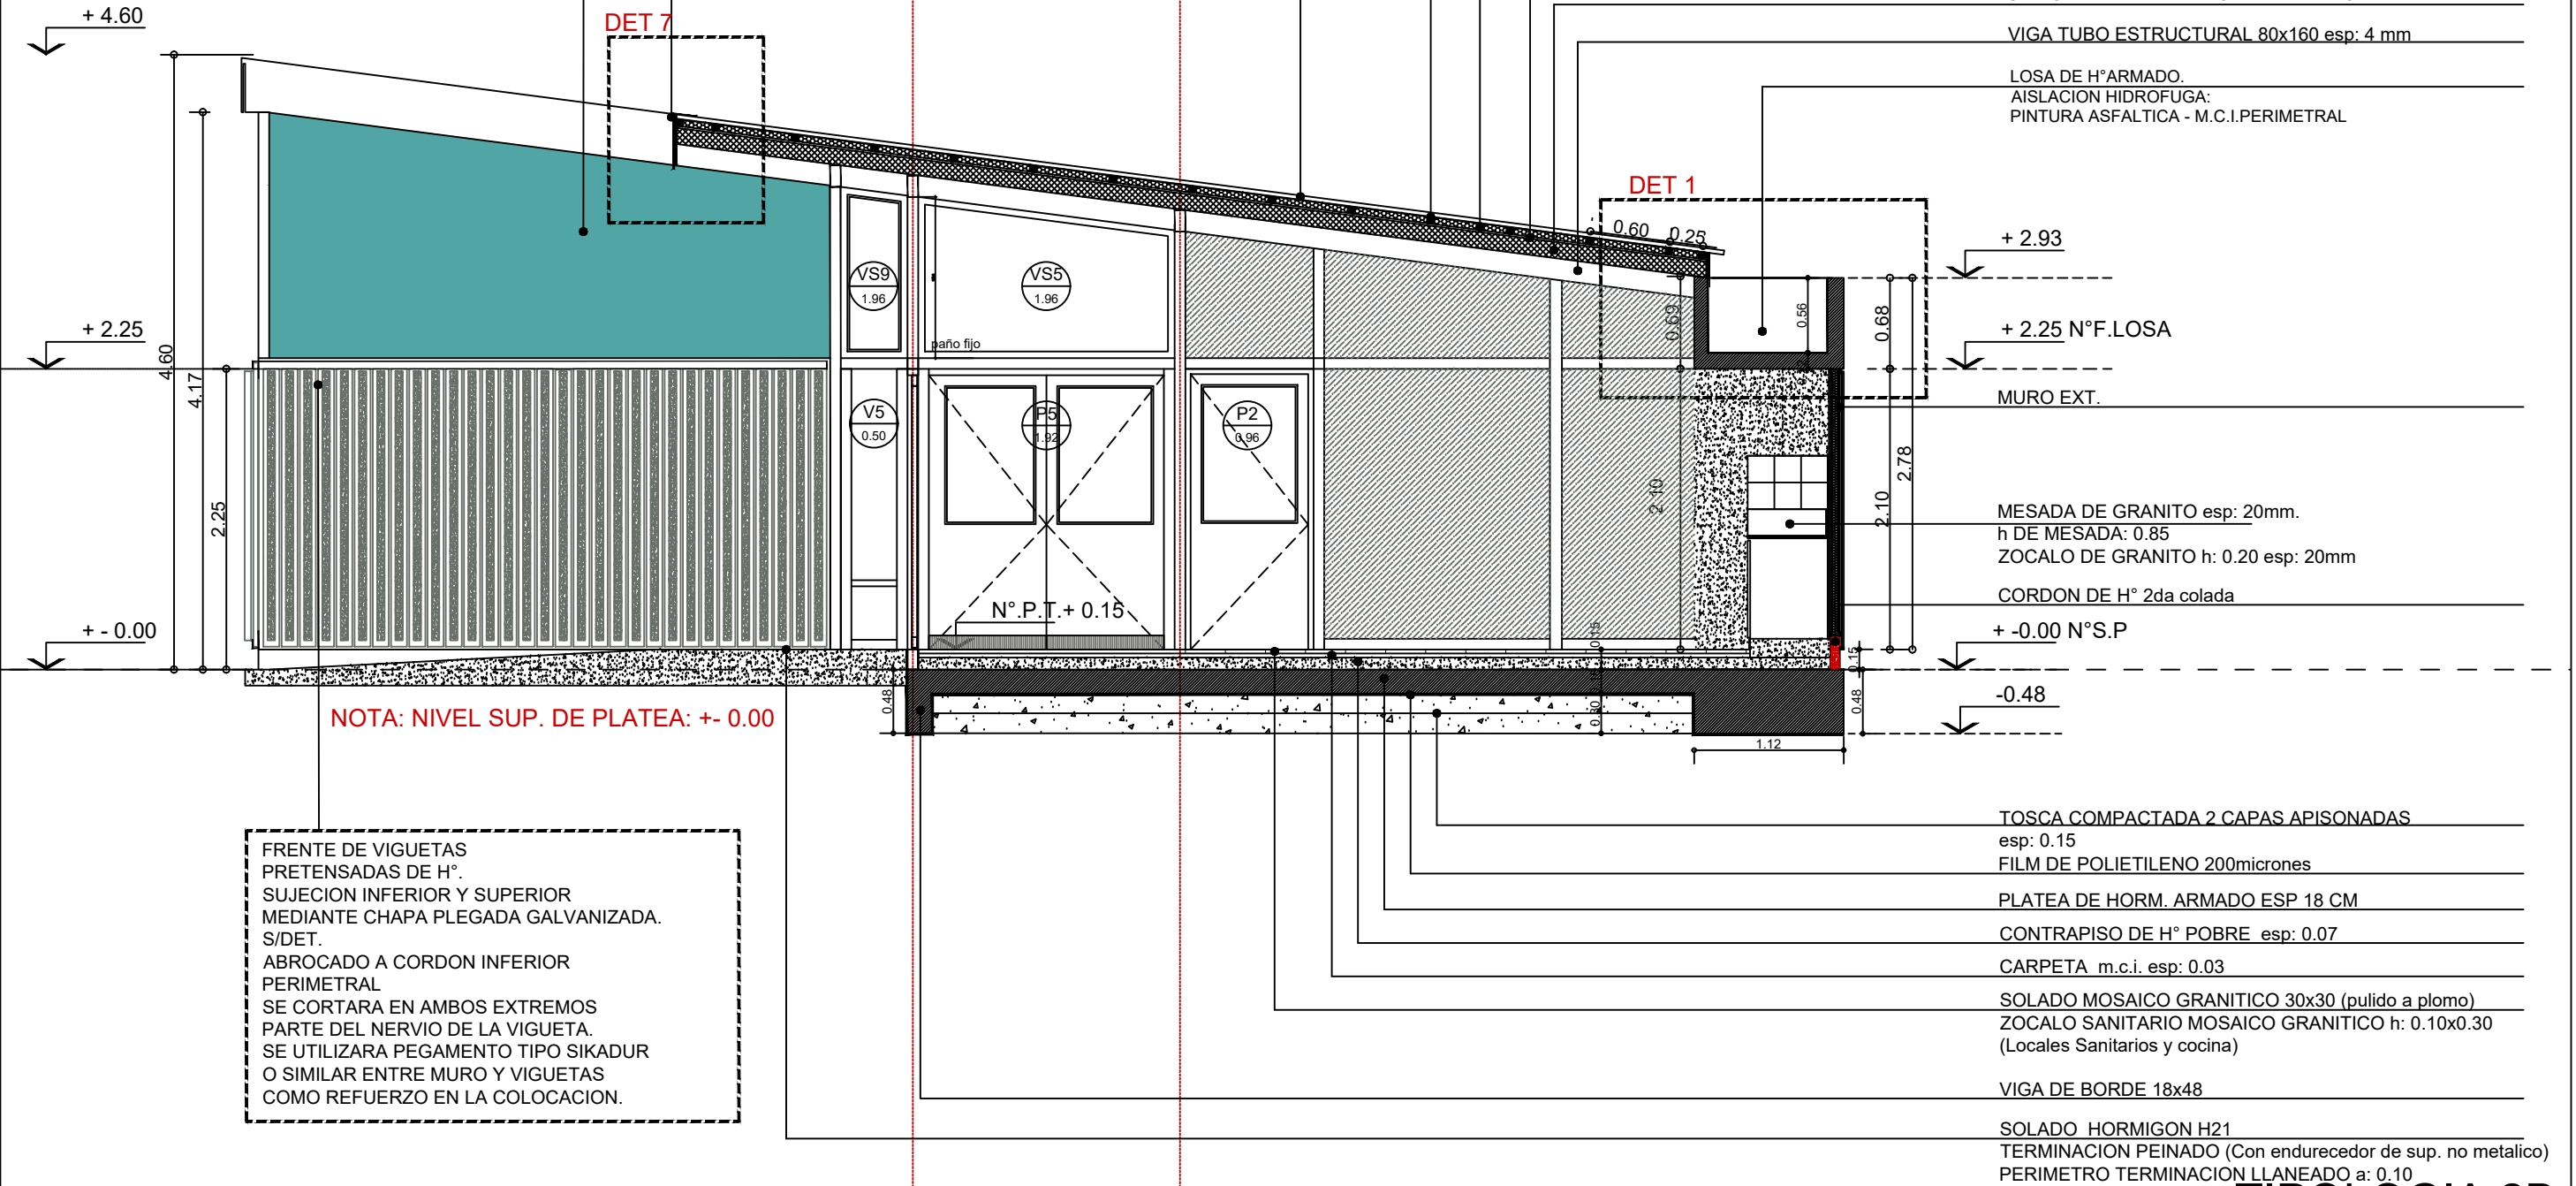 + 4.60
DET 7
VIGA TUBO ESTRUCTURAL 80x160 esp: 4 mm
LOSA DE H°ARMADO.
AISLACION HIDROFUGA:
PINTURA ASFALTICA - M.C.I.PERIMETRAL
DET 1
0.60
0.25
+ 2.93
VS9
1.96
VS5
1.96
0.69
0.56
0.68
+ 2.25
+ 2.25 N°F.LOSA
paño fijo
4.60
4.17
MURO EXT.
V5
0.50
P5
1.92
P2
0.96
2.25
2.10
2.10
2.78
MESADA DE GRANITO esp: 20mm.
h DE MESADA: 0.85
ZOCALO DE GRANITO h: 0.20 esp: 20mm
CORDON DE H° 2da colada
N°.P.T.+ 0.15
+ - 0.00
+ -0.00 N°S.P
0.15
0.15
-0.48
0.48
0.30
0.48
NOTA: NIVEL SUP. DE PLATEA: +- 0.00
1.12
TOSCA COMPACTADA 2 CAPAS APISONADAS
esp: 0.15
FILM DE POLIETILENO 200micrones
PLATEA DE HORM. ARMADO ESP 18 CM
CONTRAPISO DE H° POBRE esp: 0.07
CARPETA m.c.i. esp: 0.03
SOLADO MOSAICO GRANITICO 30x30 (pulido a plomo)
ZOCALO SANITARIO MOSAICO GRANITICO h: 0.10x0.30
(Locales Sanitarios y cocina)
VIGA DE BORDE 18x48
SOLADO HORMIGON H21
TERMINACION PEINADO (Con endurecedor de sup. no metalico)
PERIMETRO TERMINACION LLANEADO a: 0.10
FRENTE DE VIGUETAS
PRETENSADAS DE H°.
SUJECION INFERIOR Y SUPERIOR
MEDIANTE CHAPA PLEGADA GALVANIZADA.
S/DET.
ABROCADO A CORDON INFERIOR
PERIMETRAL
SE CORTARA EN AMBOS EXTREMOS
PARTE DEL NERVIO DE LA VIGUETA.
SE UTILIZARA PEGAMENTO TIPO SIKADUR
O SIMILAR ENTRE MURO Y VIGUETAS
COMO REFUERZO EN LA COLOCACION.